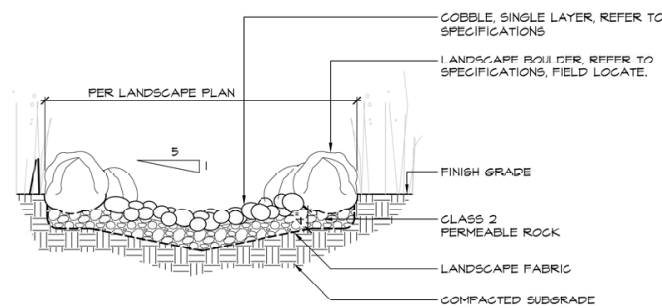 COBBLE, SINGLE LAYER, REFER TO
SPECIFICATIONS
LANDSCAPE BOULDER, REFER TO
SPECIFICATIONS, FIELD LOCATE.
PER LANDSCAPE PLAN
5
1
FINISH GRADE
4"
CLASS 2
PERMEABLE ROCK
LANDSCAPE FABRIC
COMPACTED SUBGRADE